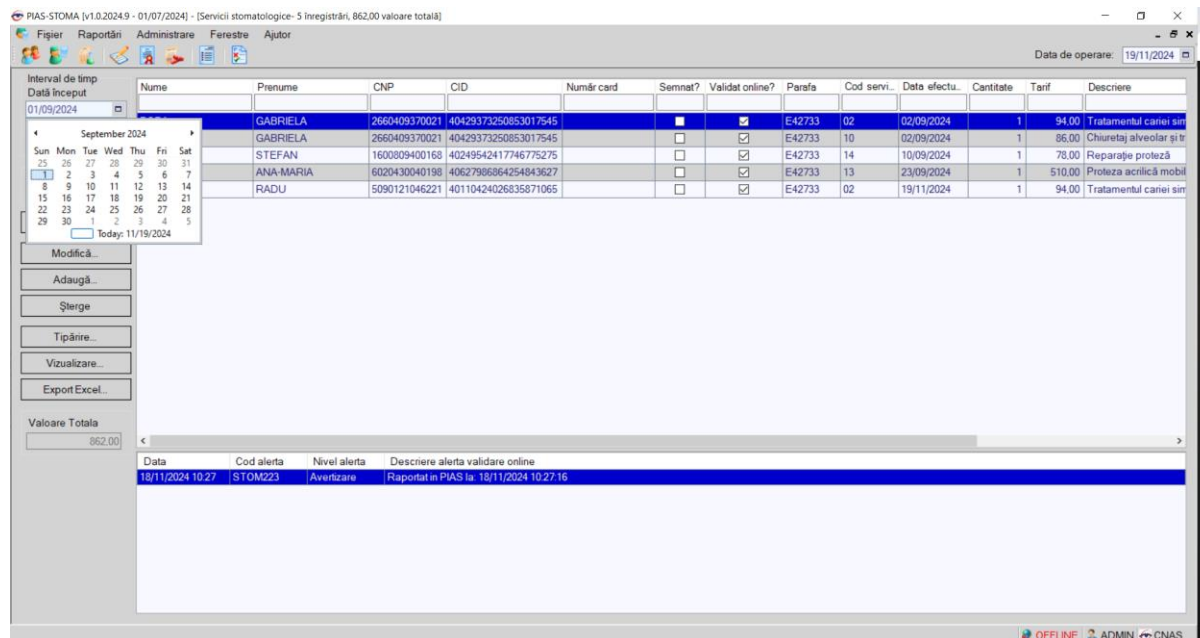 PIAS-STOMA [v1.0.2024.9 - 01/07/2024] - [Servicii stomatologice- 5 înregistrări, 862,00 valoare totală]
Fișier Raportări Administrare Ferestre Ajutor
Data de operare: 19/11/2024
Interval de timp
Dată început
01/09/2024
September 2024
Sun Mon Tue Wed Thu Fri Sat
25 26 27 28 29 30 31
1 2 3 4 5 6 7
8 9 10 11 12 13 14
15 16 17 18 19 20 21
22 23 24 25 26 27 28
29 30 1 2 3 4 5
Today: 11/19/2024
Modifică...
Adaugă...
Șterge
Tipărire...
Vizualizare...
Export Excel...
Valoare Totala
862,00
Nume Prenume CNP CID Număr card Semnat? Validat online? Parafa Cod servi... Data efectu... Cantitate Tarif Descriere
GABRIELA 2660409370021 40429373250853017545 E42733 02 02/09/2024 1 94,00 Tratamentul cariei sim
GABRIELA 2660409370021 40429373250853017545 E42733 10 02/09/2024 1 86,00 Chiuretaj alveolar și tr
STEFAN 1600809400168 40249542417746775275 E42733 14 10/09/2024 1 78,00 Reparație proteză
ANA-MARIA 6020430040198 40627986864254843627 E42733 13 23/09/2024 1 510,00 Proteza acrilică mobil
RADU 5090121046221 40110424026835871065 E42733 02 19/11/2024 1 94,00 Tratamentul cariei sim
Data Cod alerta Nivel alerta Descriere alerta validare online
18/11/2024 10:27 STOM223 Avertizare Raportat in PIAS la: 18/11/2024 10:27:16
OFFLINE ADMIN CNAS